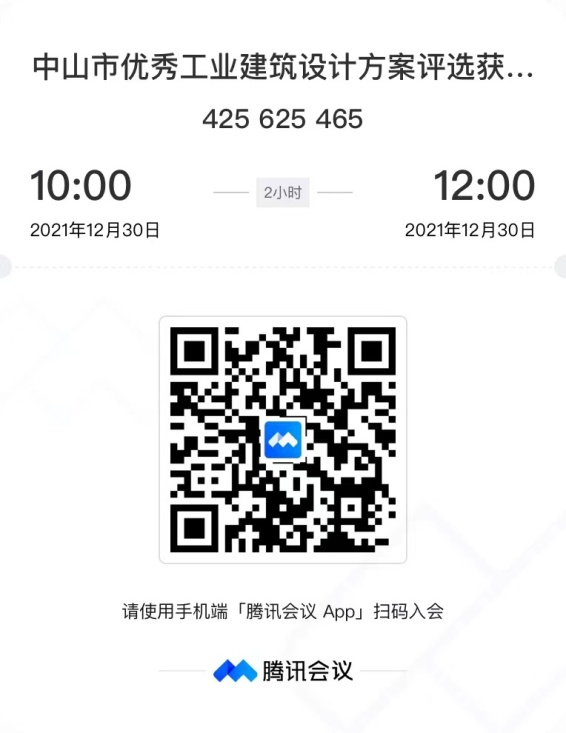 中山市优秀工业建筑设计方案评选获...
425 625 465
10:00
2小时
12:00
2021年12月30日
2021年12月30日
请使用手机端「腾讯会议 App」扫码入会
腾讯会议